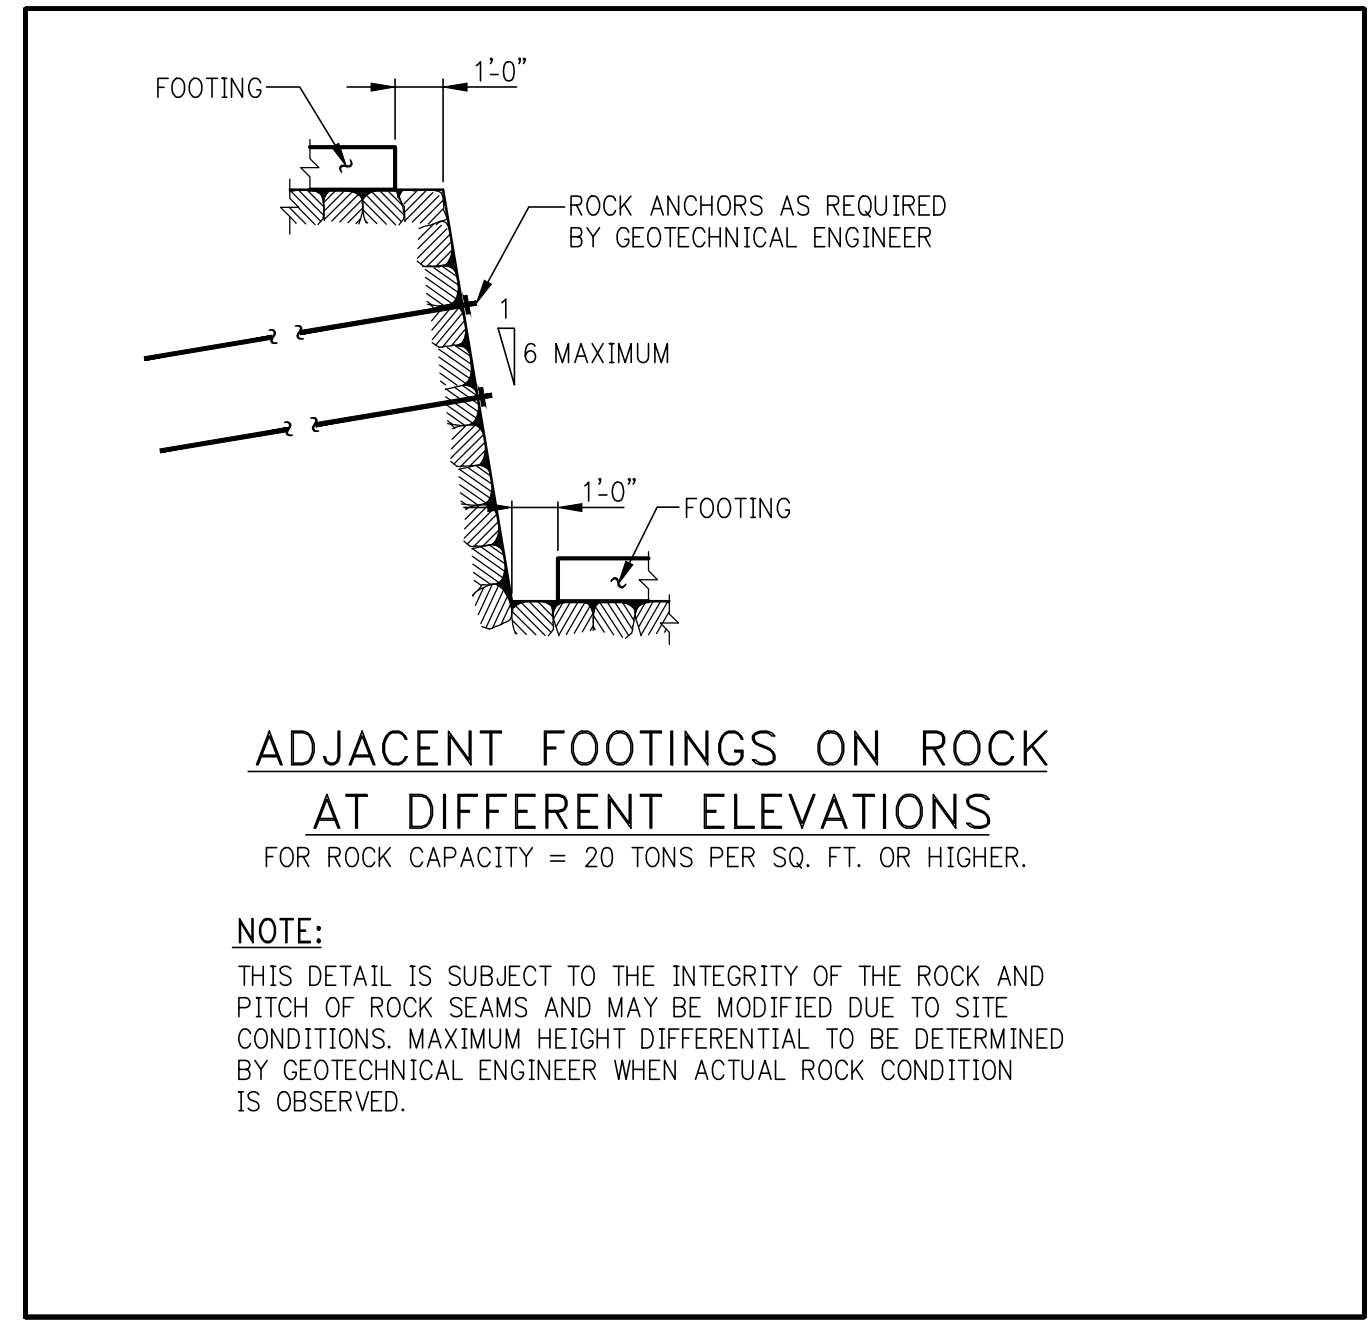 FOOTING
1'-0"
ROCK ANCHORS AS REQUIRED
BY GEOTECHNICAL ENGINEER
1
6 MAXIMUM
1'-0"
FOOTING
ADJACENT FOOTINGS ON ROCK
AT DIFFERENT ELEVATIONS
FOR ROCK CAPACITY = 20 TONS PER SQ. FT. OR HIGHER.
NOTE:
THIS DETAIL IS SUBJECT TO THE INTEGRITY OF THE ROCK AND
PITCH OF ROCK SEAMS AND MAY BE MODIFIED DUE TO SITE
CONDITIONS. MAXIMUM HEIGHT DIFFERENTIAL TO BE DETERMINED
BY GEOTECHNICAL ENGINEER WHEN ACTUAL ROCK CONDITION
IS OBSERVED.